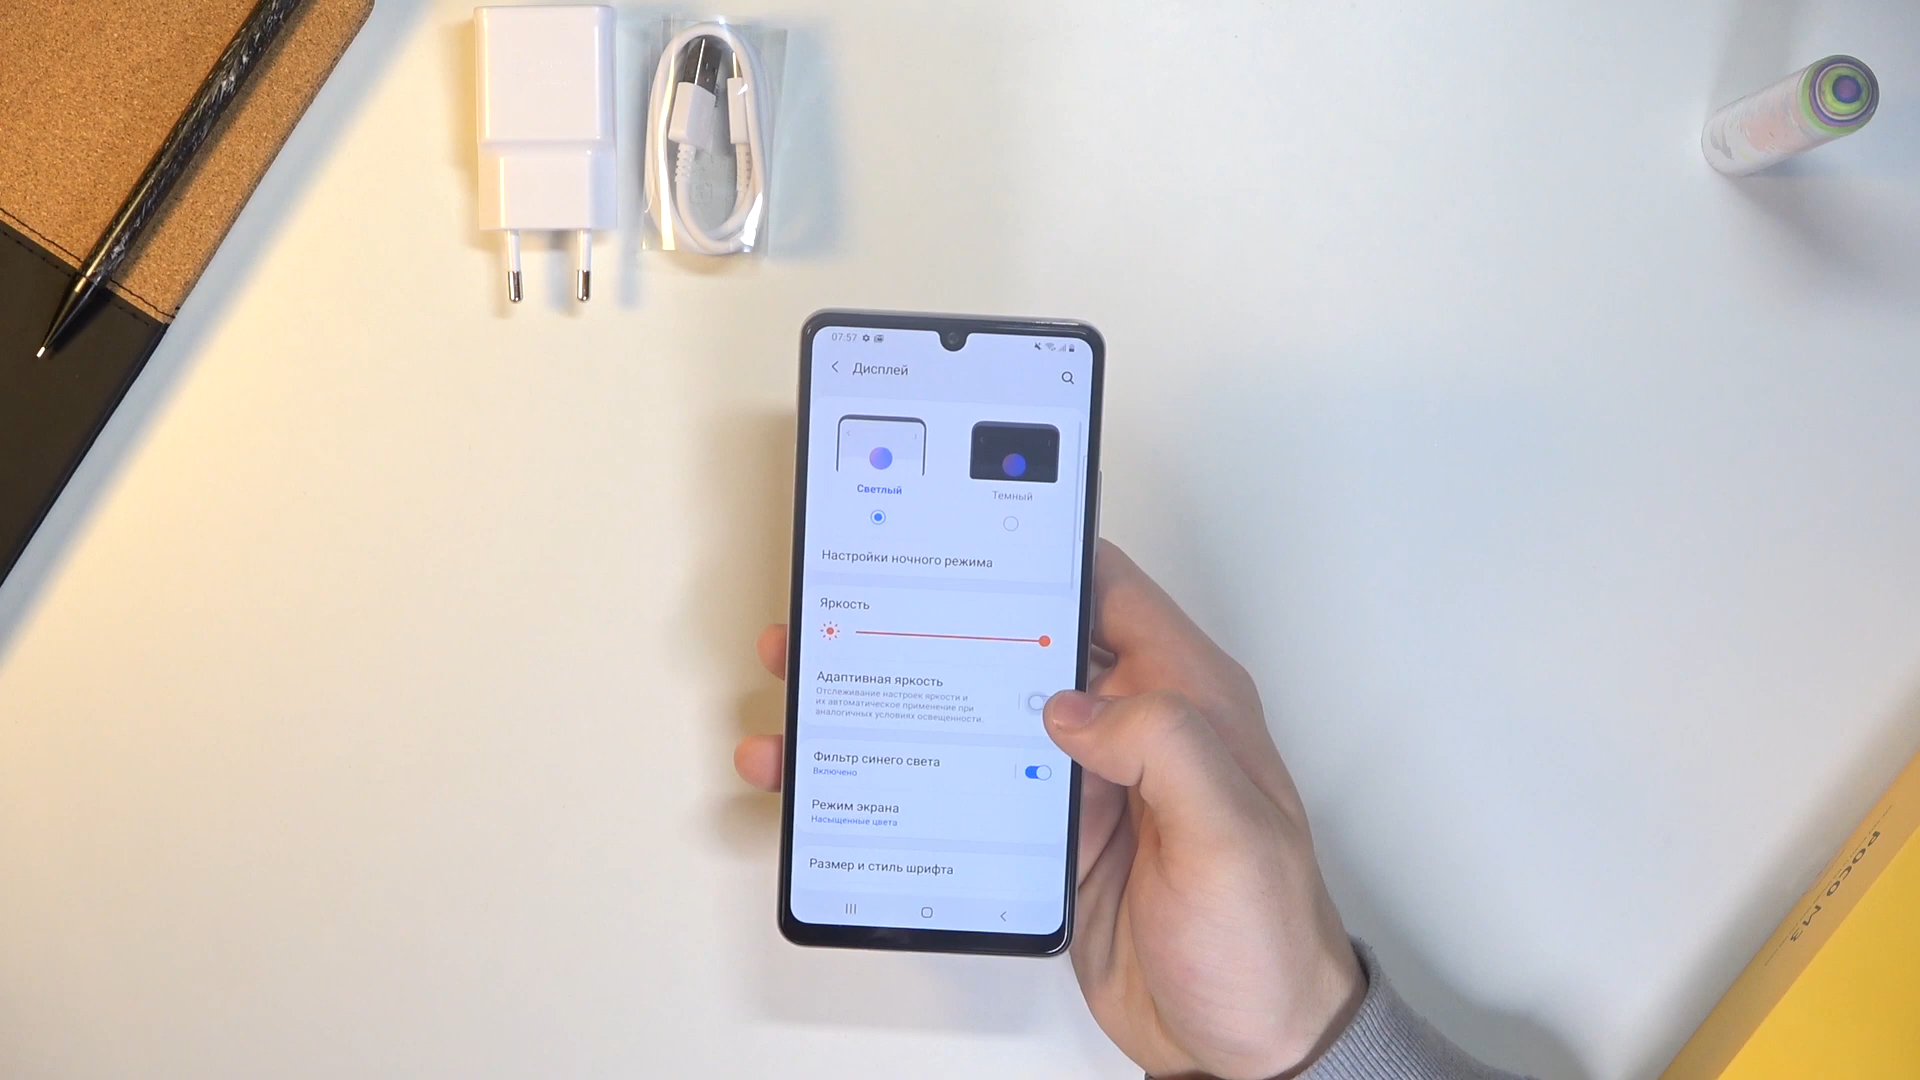 07:57
Дисплей
Светлый
Темный
Настройки ночного режима
Яркость
Адаптивная яркость
Отслеживание настроек яркости и
их автоматическое применение при
аналогичных условиях освещенности.
Фильтр синего света
Включено
Режим экрана
Насыщенные цвета
Размер и стиль шрифта
POCO M3